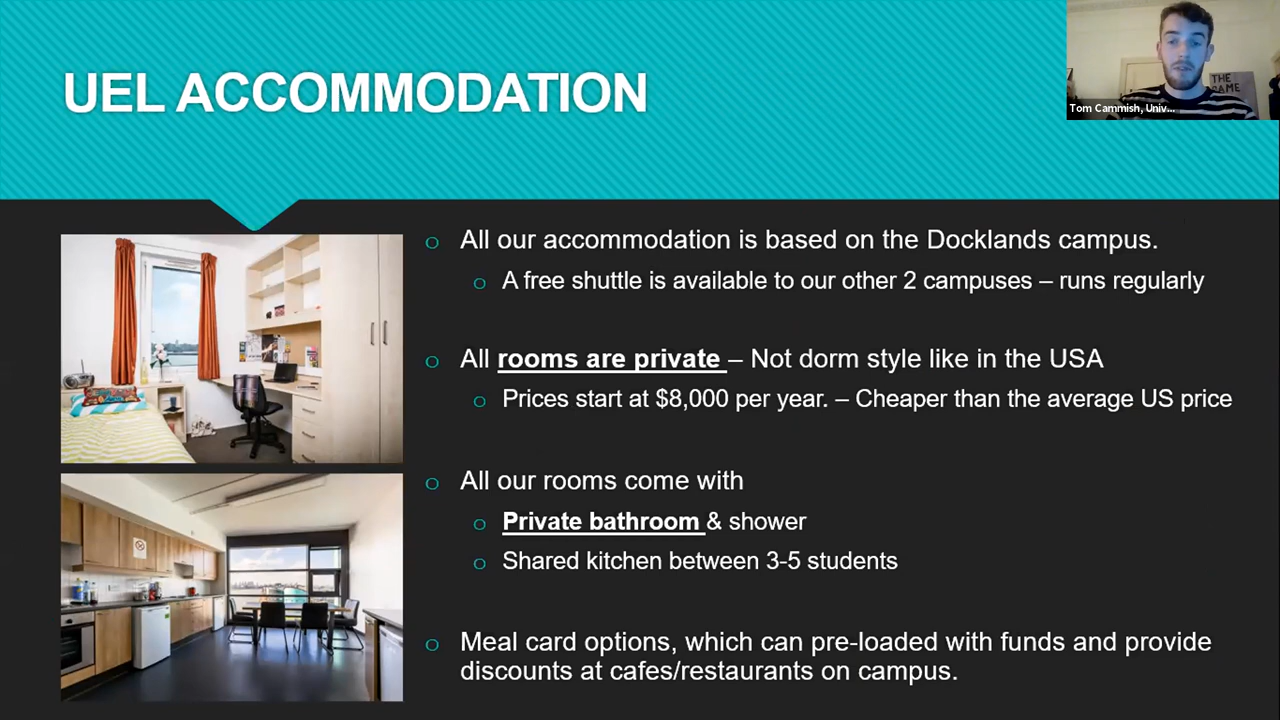 UEL ACCOMMODATION
THE
GAME
Tom Cammish, Univ...
o All our accommodation is based on the Docklands campus.
o A free shuttle is available to our other 2 campuses – runs regularly
o All rooms are private – Not dorm style like in the USA
o Prices start at $8,000 per year. – Cheaper than the average US price
o All our rooms come with
o Private bathroom & shower
o Shared kitchen between 3-5 students
o Meal card options, which can pre-loaded with funds and provide
discounts at cafes/restaurants on campus.